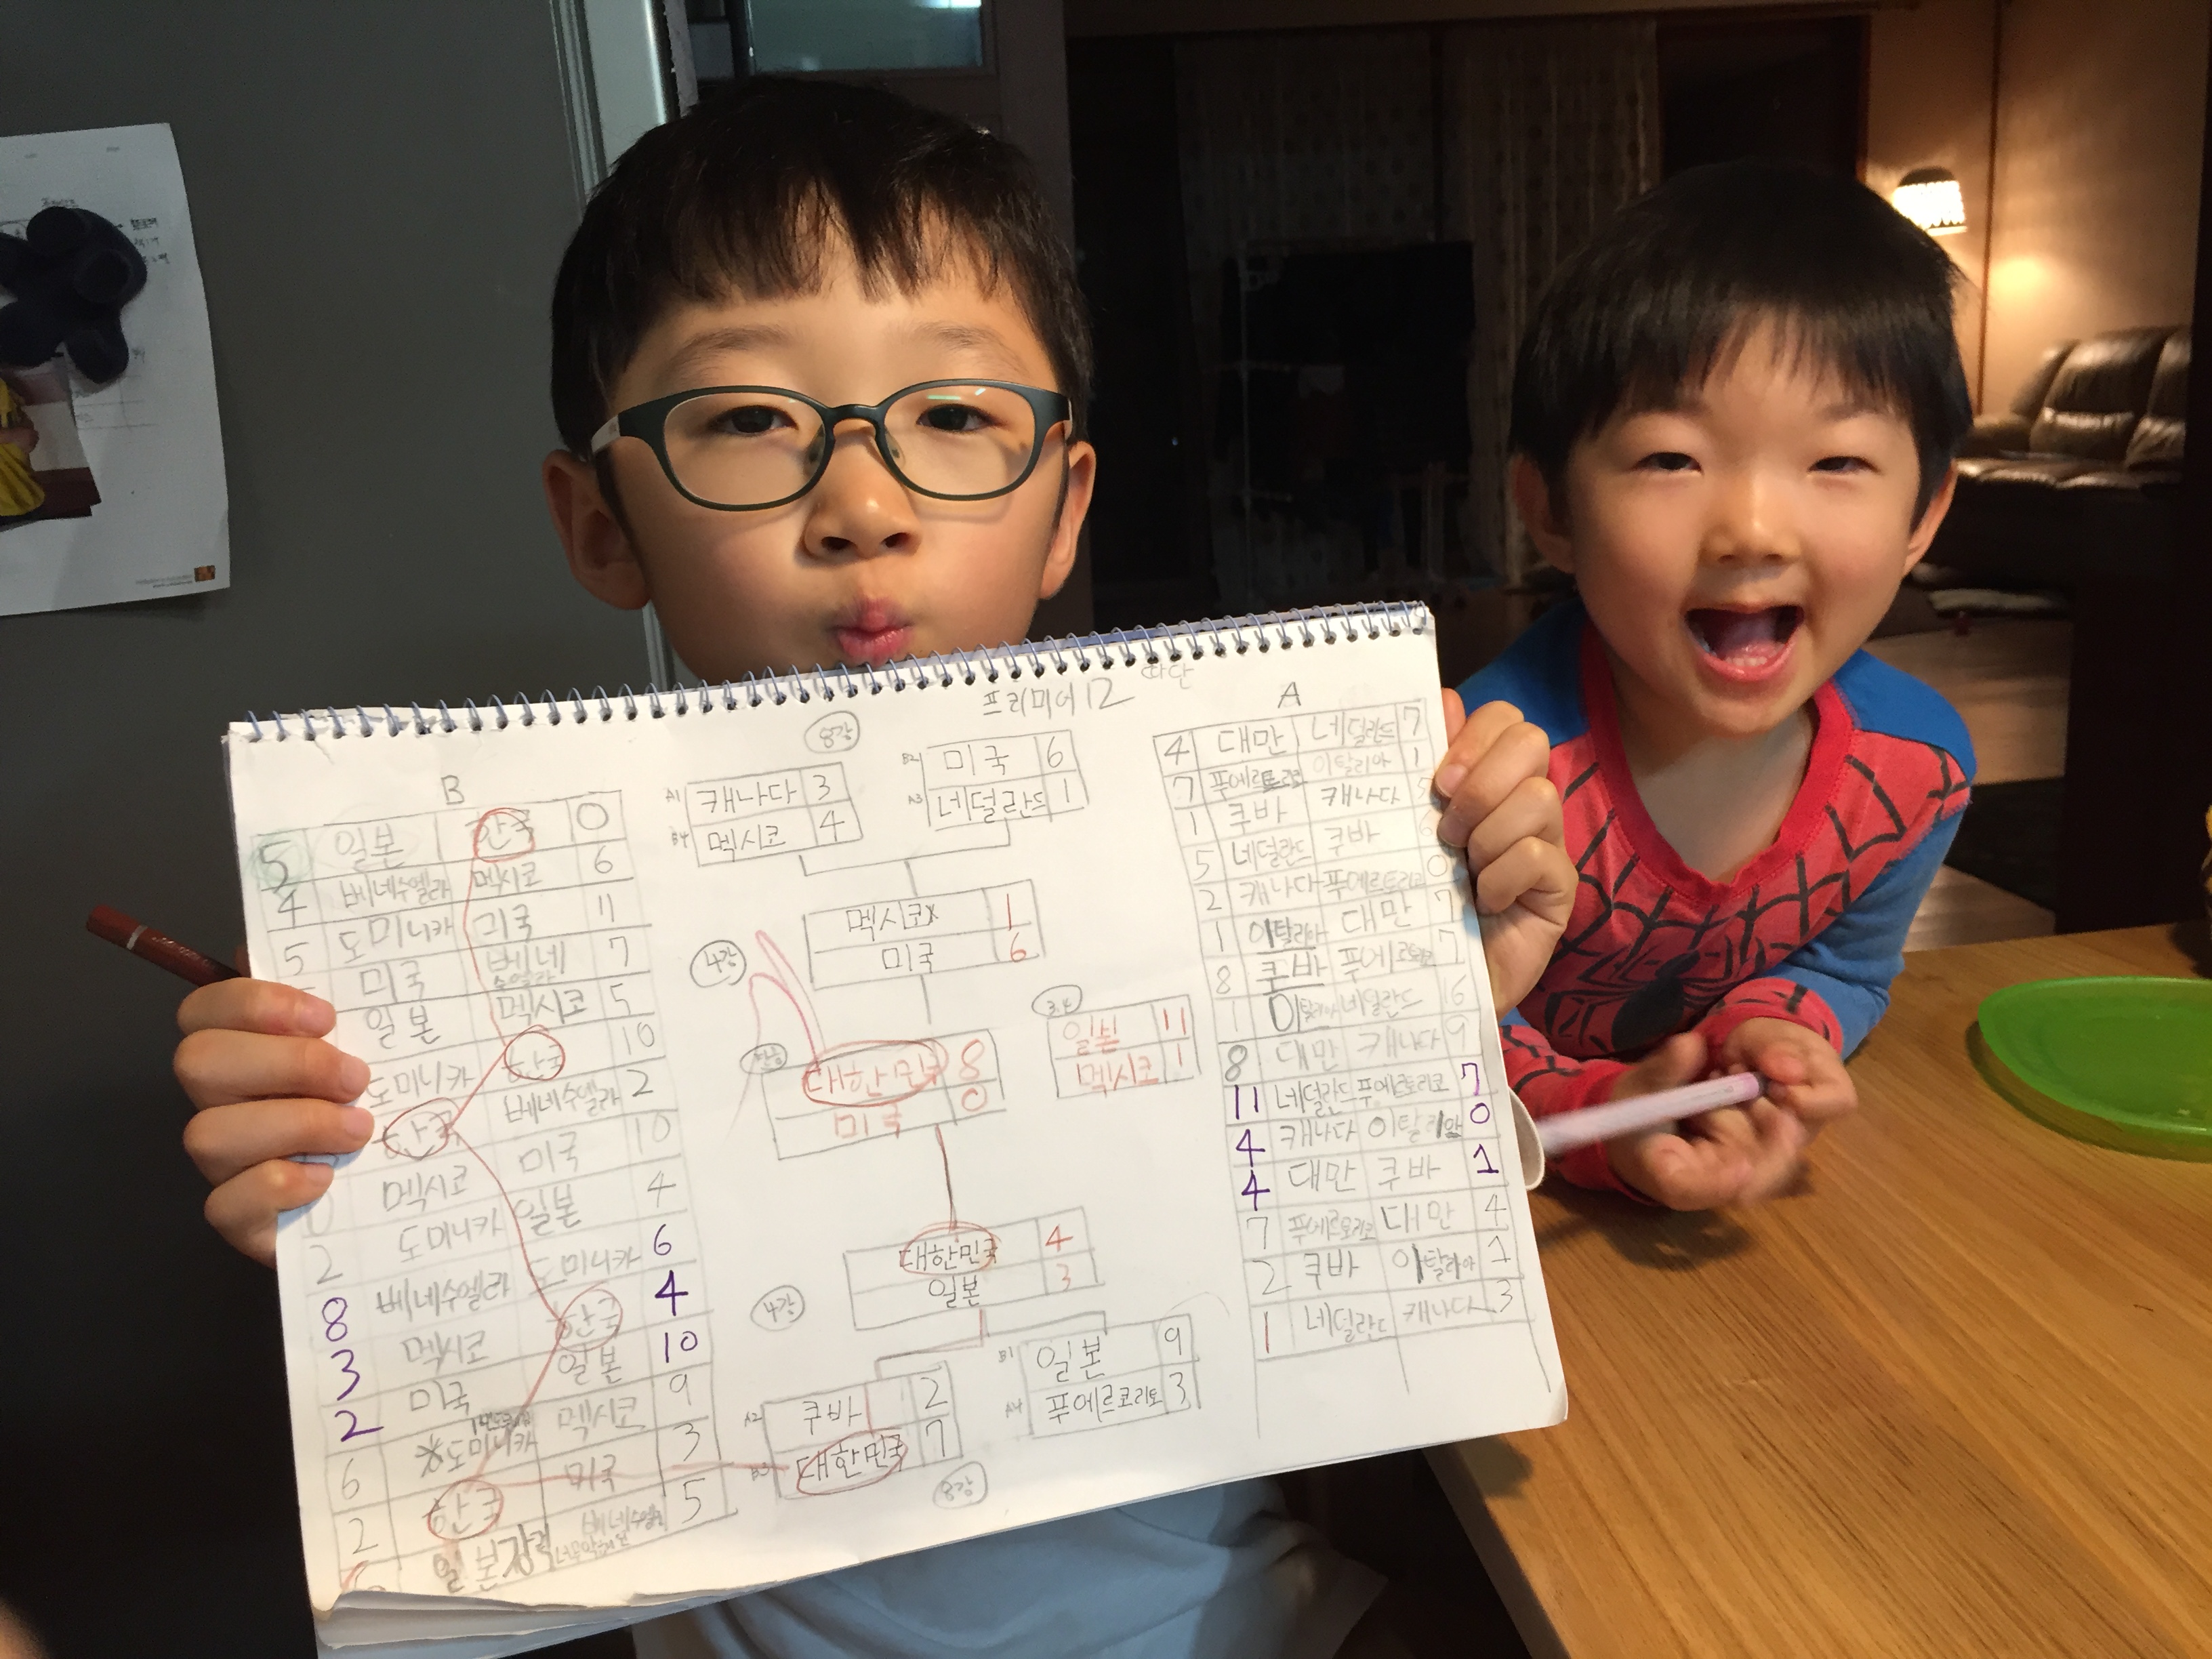 프리미어 12
8강
A1 캐나다 3
B4 멕시코 4
B2 미국 6
A3 네덜란드 1
멕시코 1
미국 6
4강
대한민국 8
미국 0
3.4
일본 11
멕시코 1
대한민국 4
일본 3
4강
B1 일본 9
A4 푸에르코리토 3
A2 쿠바 2
B3 대한민국 7
8강
B
5 일본 한국 0
4 베네수엘라 멕시코 6
5 도미니카 미국 11
미국 베네수엘라 7
일본 멕시코 5
도미니카 한국 10
한국 베네수엘라 2
멕시코 미국 10
2 도미니카 일본 4
8 베네수엘라 도미니카 6
3 멕시코 한국 4
2 미국 일본 10
6 도미니카 멕시코 9
2 한국 미국 3
일본 베네수엘라 5
A
4 대만 네덜란드 7
7 푸에르토리코 이탈리아 1
1 쿠바 캐나다 5
5 네덜란드 쿠바 6
2 캐나다 푸에르토리코 0
1 이탈리아 대만 7
8 쿠바 푸에르토리코 7
1 이탈리아 네덜란드 16
8 대만 캐나다 9
11 네덜란드 푸에르토리코 7
4 캐나다 이탈리아 0
4 대만 쿠바 1
7 푸에르토리코 대만 4
2 쿠바 이탈리아 1
1 네덜란드 캐나다 3